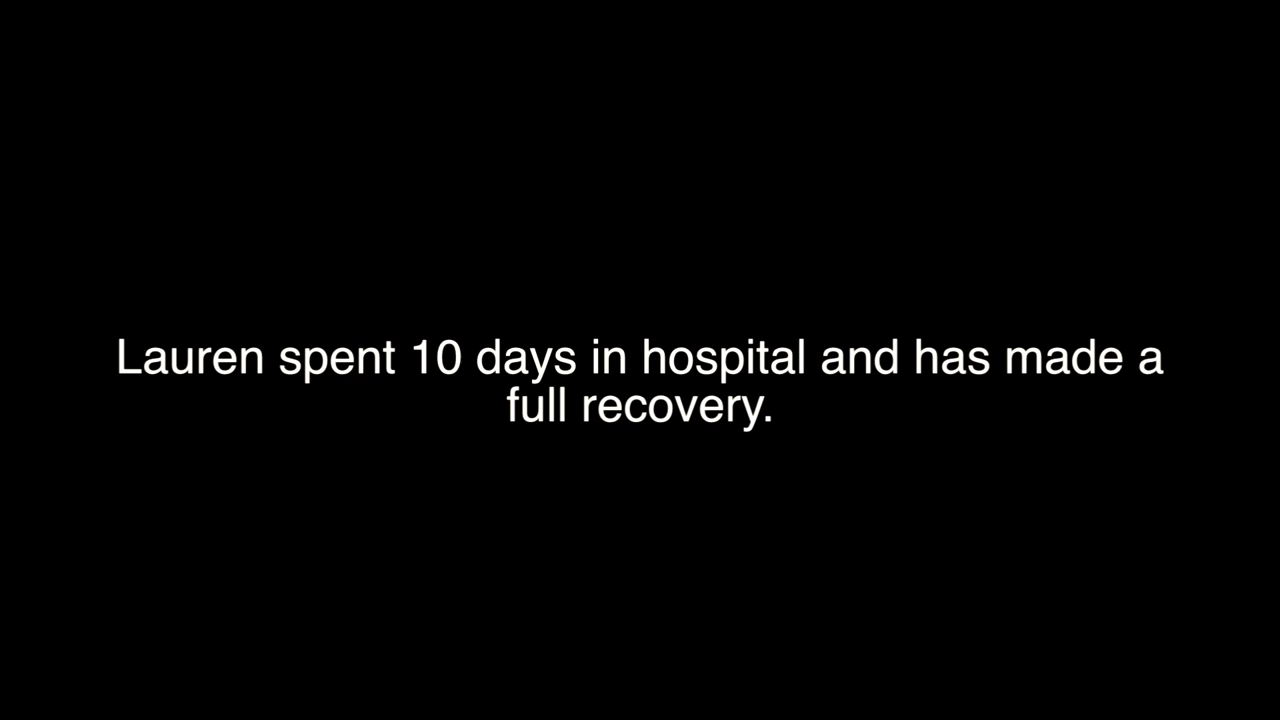 Lauren spent 10 days in hospital and has made a
full recovery.